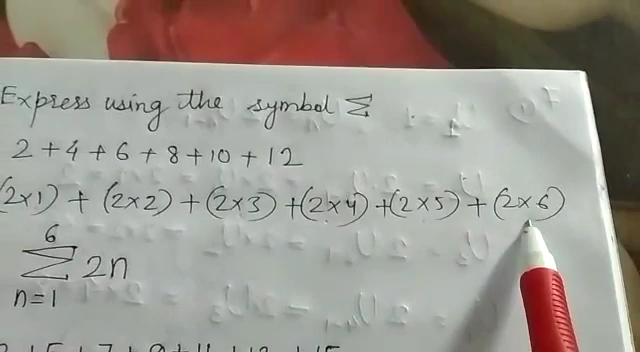 Express using the symbol Σ
2 + 4 + 6 + 8 + 10 + 12
(2×1) + (2×2) + (2×3) + (2×4) + (2×5) + (2×6)
6
Σ 2n
n=1